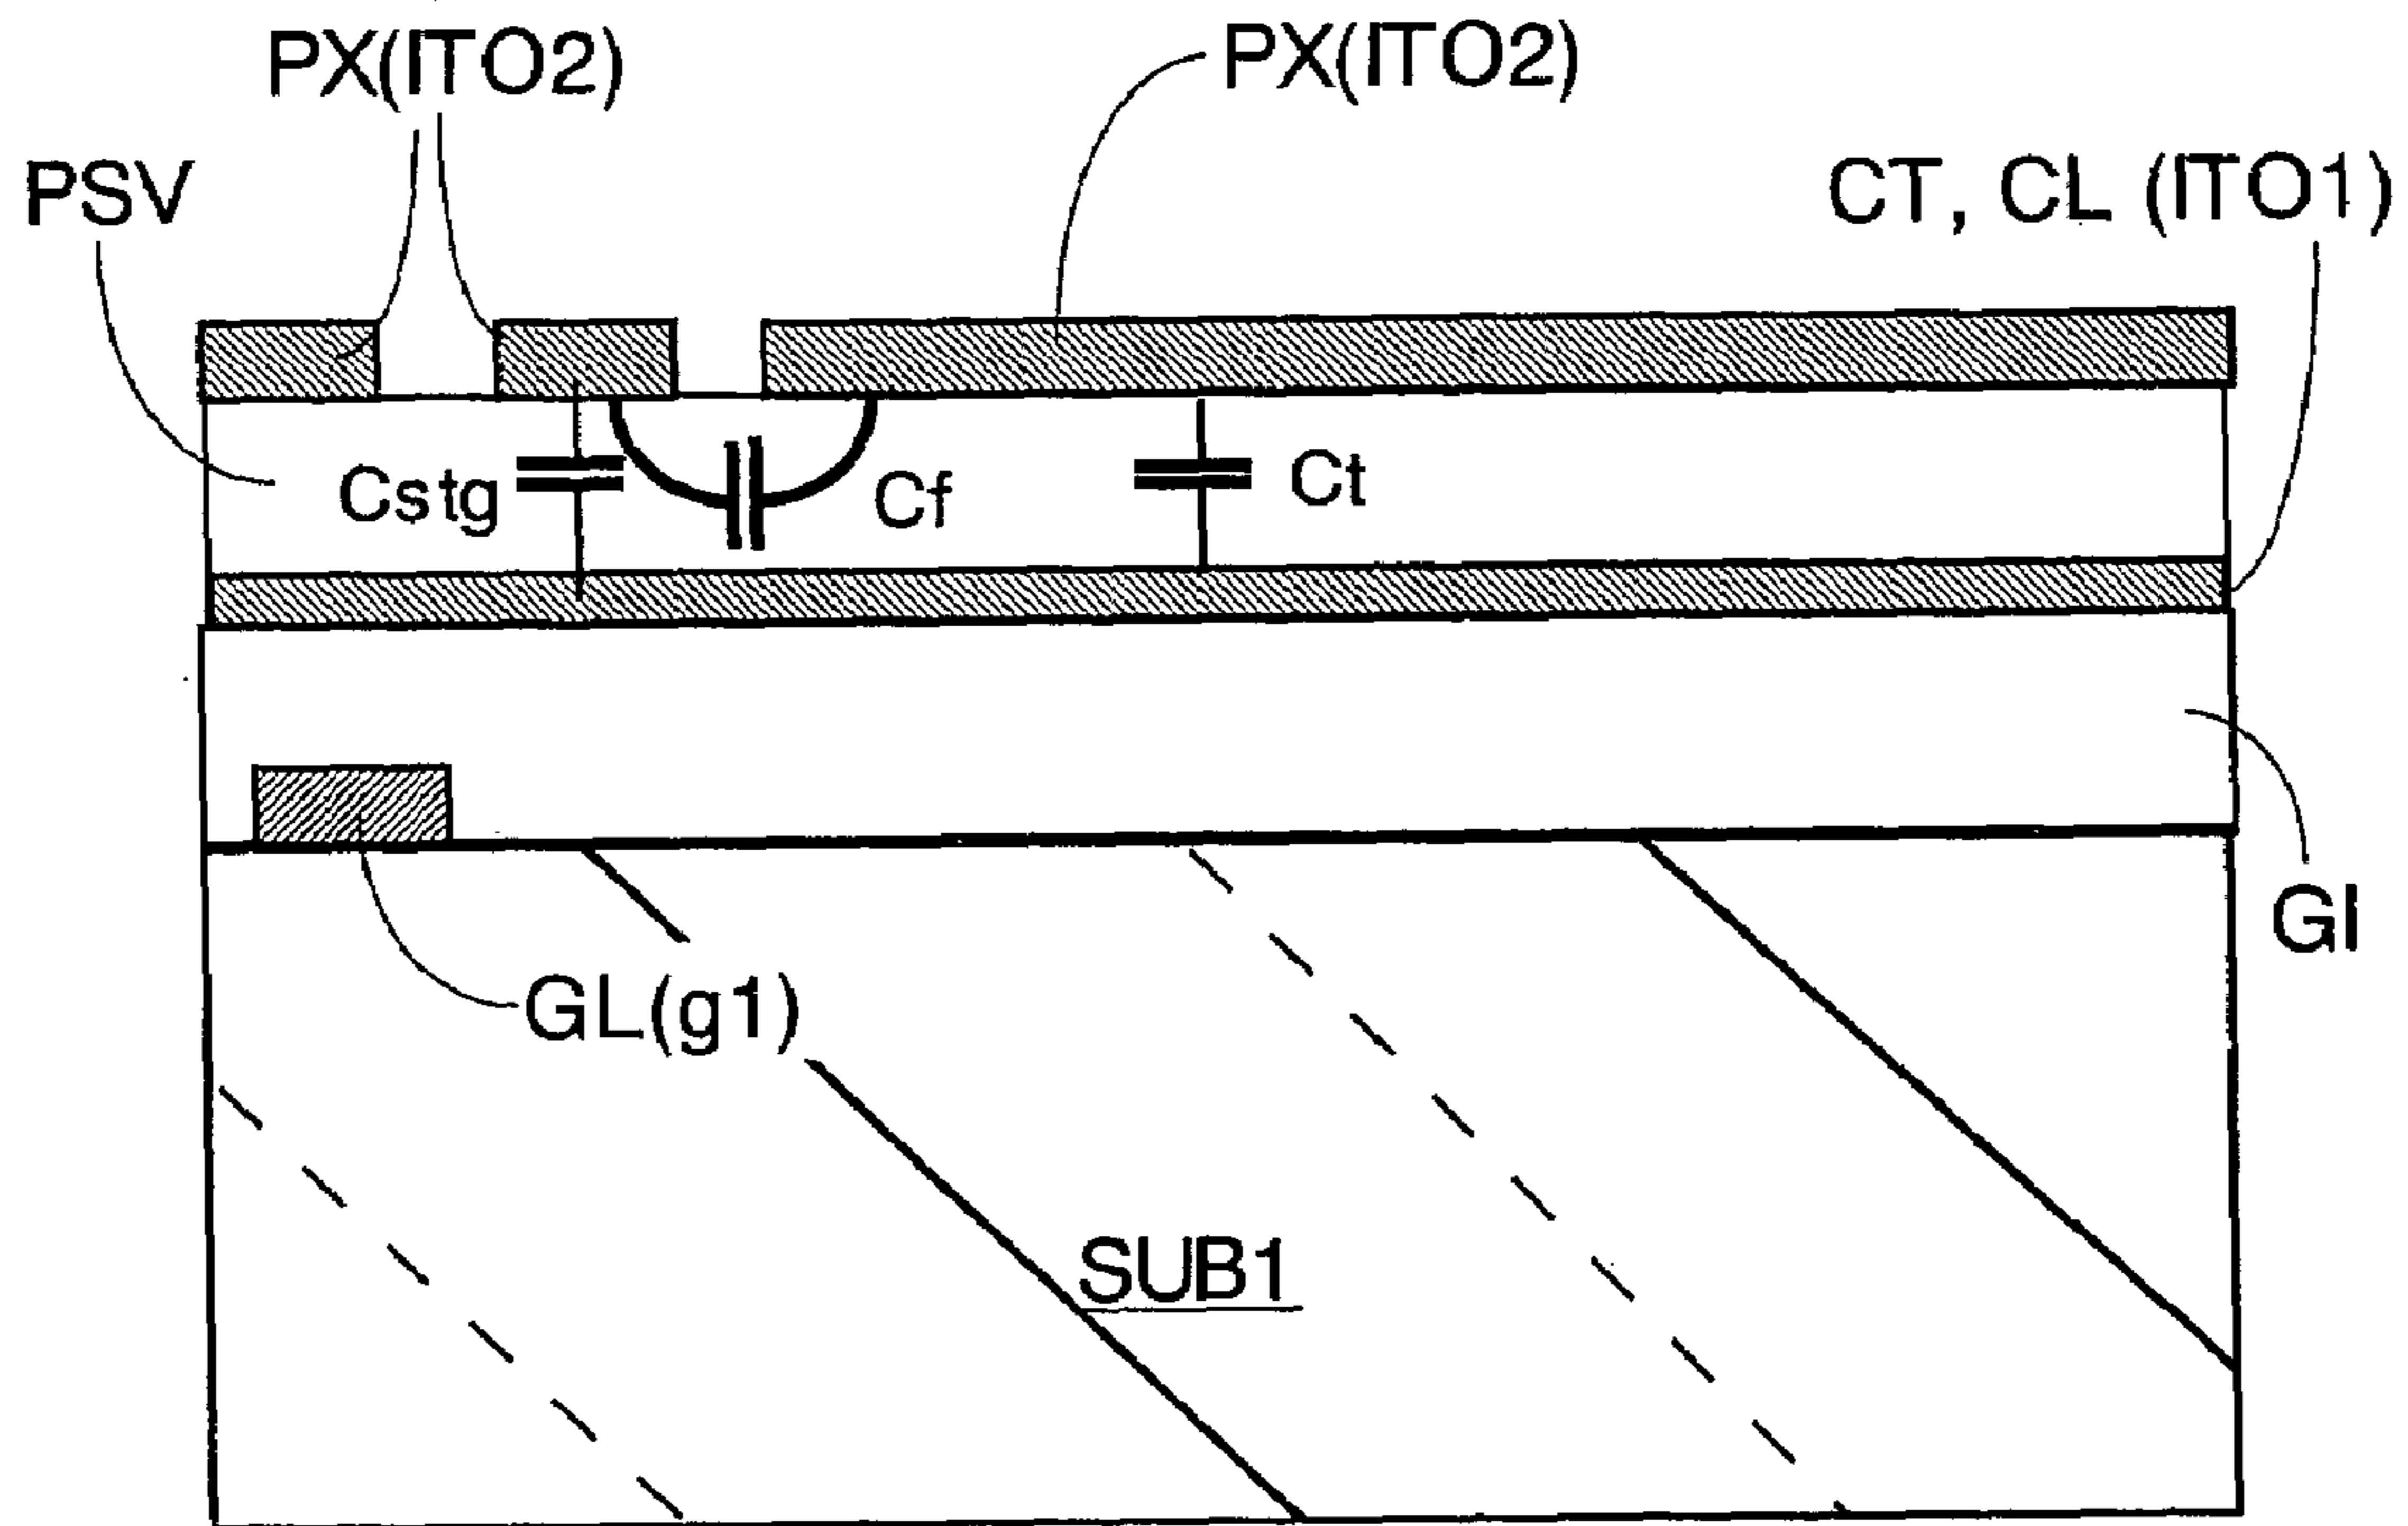 PX(ITO2)
PX(ITO2)
PSV
CT, CL (ITO1)
Cstg
Cf
Ct
GI
GL(g1)
SUB1